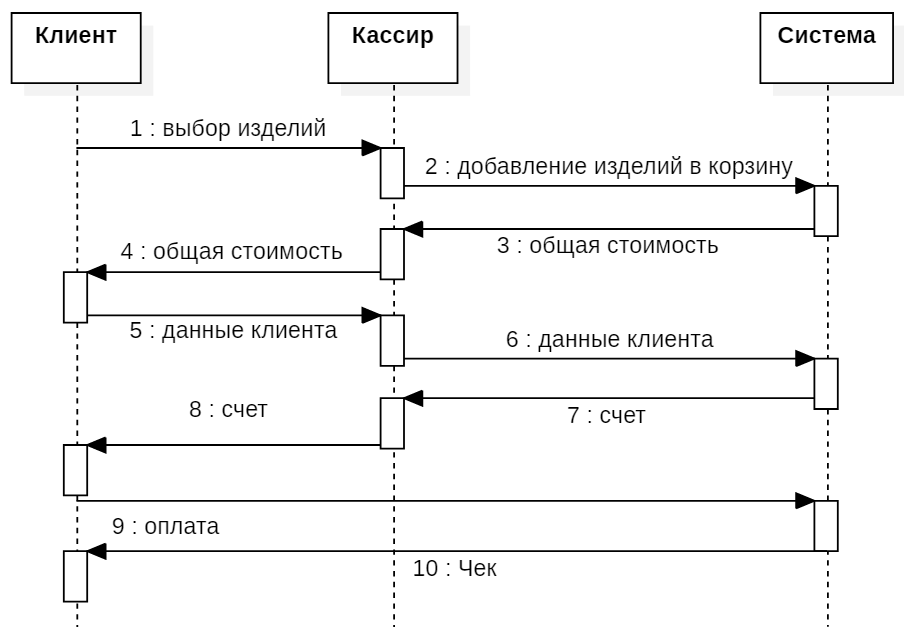 Клиент
Кассир
Система
1 : выбор изделий
2 : добавление изделий в корзину
3 : общая стоимость
4 : общая стоимость
5 : данные клиента
6 : данные клиента
7 : счет
8 : счет
9 : оплата
10 : Чек